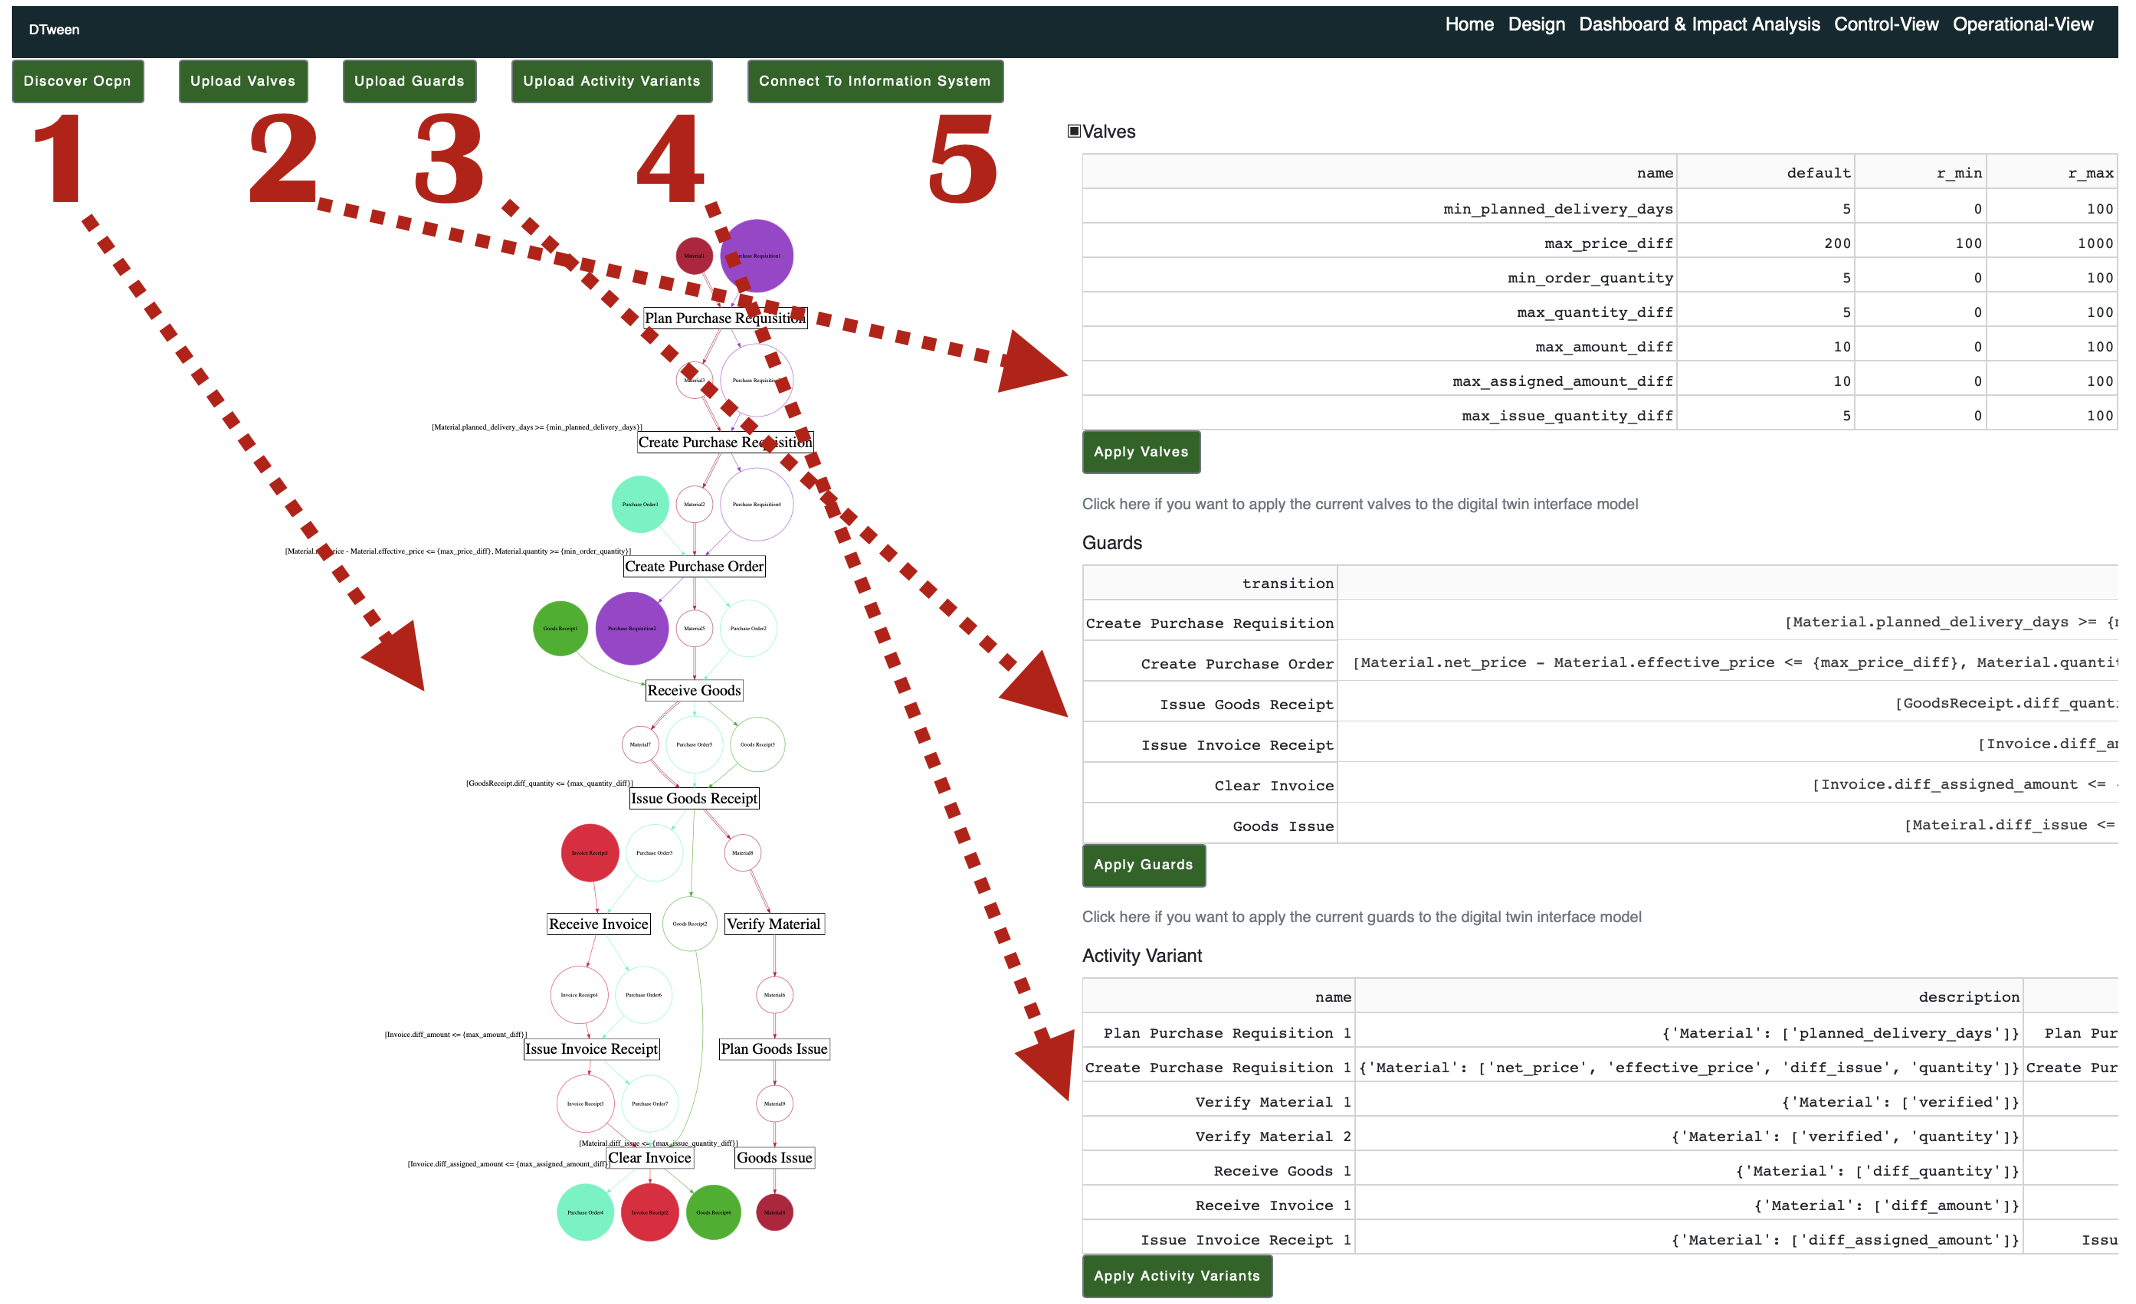 DTween
Home Design Dashboard & Impact Analysis Control-View Operational-View
Discover Ocpn
Upload Valves
Upload Guards
Upload Activity Variants
Connect To Information System
1
2
3
4
5
Material1
Purchase Requisition1
Plan Purchase Requisition
Material3
Purchase Requisition
[Material.planned_delivery_days >= {min_planned_delivery_days}]
Create Purchase Requisition
Purchase Order1
Material2
Purchase Requisition4
price - Material.effective_price <= {max_price_diff}, Material.quantity >= {min_order_quantity}]
Create Purchase Order
Goods Receipt1
Purchase Requisition2
Material5
Purchase Order2
Receive Goods
Material7
Purchase Order5
Goods Receipt3
[GoodsReceipt.diff_quantity <= {max_quantity_diff}]
Issue Goods Receipt
Invoice Receipt1
Purchase Order3
Material8
Receive Invoice
Goods Receipt2
Verify Material
Invoice Receipt4
Purchase Order6
Material6
[Invoice.diff_amount <= {max_amount_diff}]
Issue Invoice Receipt
Plan Goods Issue
Invoice Receipt3
Purchase Order7
Material9
[Mateiral.diff_issue <= {max_issue_quantity_diff}]
Clear Invoice
Goods Issue
[Invoice.diff_assigned_amount <= {max_assigned_amount_diff}]
Purchase Order4
Invoice Receipt2
Goods Receipt4
Material4
Valves
name default r_min r_max
min_planned_delivery_days 5 0 100
max_price_diff 200 100 1000
min_order_quantity 5 0 100
max_quantity_diff 5 0 100
max_amount_diff 10 0 100
max_assigned_amount_diff 10 0 100
max_issue_quantity_diff 5 0 100
Apply Valves
Click here if you want to apply the current valves to the digital twin interface model
Guards
transition
Create Purchase Requisition [Material.planned_delivery_days >= {
Create Purchase Order [Material.net_price - Material.effective_price <= {max_price_diff}, Material.quantit
Issue Goods Receipt [GoodsReceipt.diff_quant
Issue Invoice Receipt [Invoice.diff_a
Clear Invoice [Invoice.diff_assigned_amount <=
Goods Issue [Mateiral.diff_issue <=
Apply Guards
Click here if you want to apply the current guards to the digital twin interface model
Activity Variant
name description
Plan Purchase Requisition 1 {'Material': ['planned_delivery_days']} Plan Pur
Create Purchase Requisition 1 {'Material': ['net_price', 'effective_price', 'diff_issue', 'quantity']} Create Pur
Verify Material 1 {'Material': ['verified']}
Verify Material 2 {'Material': ['verified', 'quantity']}
Receive Goods 1 {'Material': ['diff_quantity']}
Receive Invoice 1 {'Material': ['diff_amount']}
Issue Invoice Receipt 1 {'Material': ['diff_assigned_amount']} Issu
Apply Activity Variants